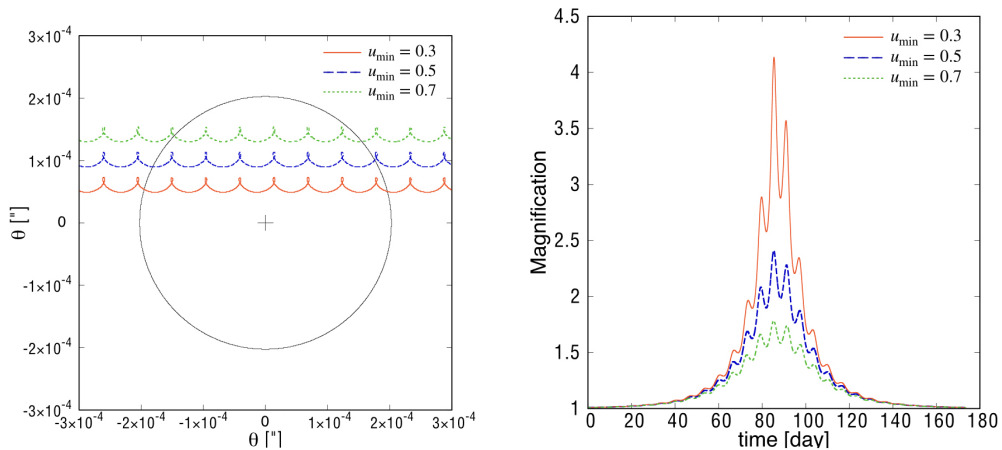 3×10⁻⁴
2×10⁻⁴
1×10⁻⁴
0
-1×10⁻⁴
-2×10⁻⁴
-3×10⁻⁴
θ ["]
u_min = 0.3
u_min = 0.5
u_min = 0.7
-3×10⁻⁴ -2×10⁻⁴ -1×10⁻⁴ 0 1×10⁻⁴ 2×10⁻⁴ 3×10⁻⁴
θ ["]
4.5
4
3.5
3
2.5
2
1.5
1
Magnification
u_min = 0.3
u_min = 0.5
u_min = 0.7
0 20 40 60 80 100 120 140 160 180
time [day]